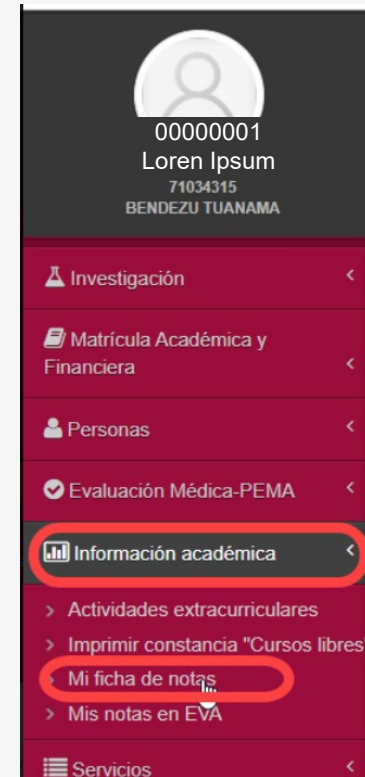 00000001
Loren Ipsum
71034315
BENDEZU TUANAMA
Investigación
Matrícula Académica y
Financiera
Personas
Evaluación Médica-PEMA
Información académica
Actividades extracurriculares
Imprimir constancia "Cursos libres"
Mi ficha de notas
Mis notas en EVA
Servicios